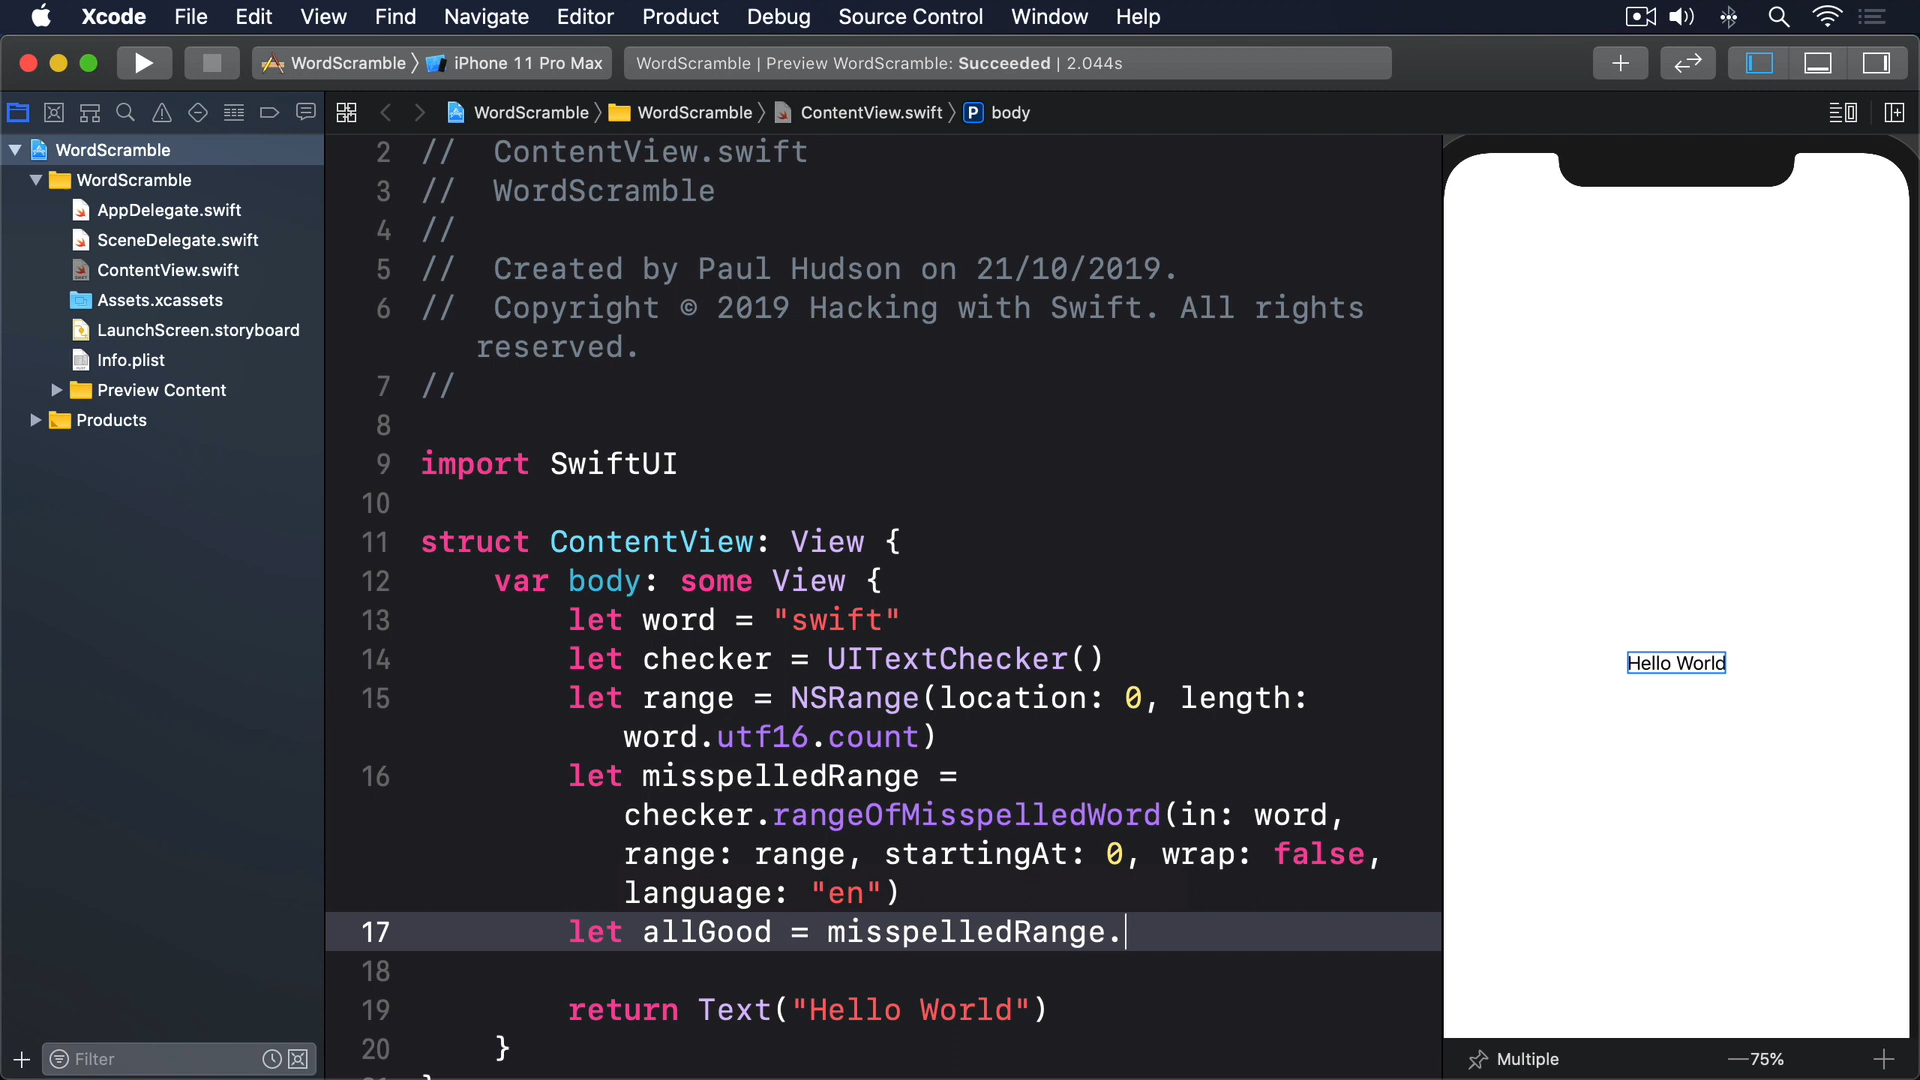 Xcode File Edit View Find Navigate Editor Product Debug Source Control Window Help
WordScramble iPhone 11 Pro Max WordScramble | Preview WordScramble: Succeeded | 2.044s
WordScramble WordScramble ContentView.swift P body
WordScramble
WordScramble
AppDelegate.swift
SceneDelegate.swift
ContentView.swift
Assets.xcassets
LaunchScreen.storyboard
Info.plist
Preview Content
Products
Filter
2 //  ContentView.swift
3 //  WordScramble
4 //
5 //  Created by Paul Hudson on 21/10/2019.
6 //  Copyright © 2019 Hacking with Swift. All rights
reserved.
7 //
8
9 import SwiftUI
10
11 struct ContentView: View {
12 var body: some View {
13 let word = "swift"
14 let checker = UITextChecker()
15 let range = NSRange(location: 0, length:
word.utf16.count)
16 let misspelledRange =
checker.rangeOfMisspelledWord(in: word,
range: range, startingAt: 0, wrap: false,
language: "en")
17 let allGood = misspelledRange.
18
19 return Text("Hello World")
20 }
Hello World
Multiple
75%